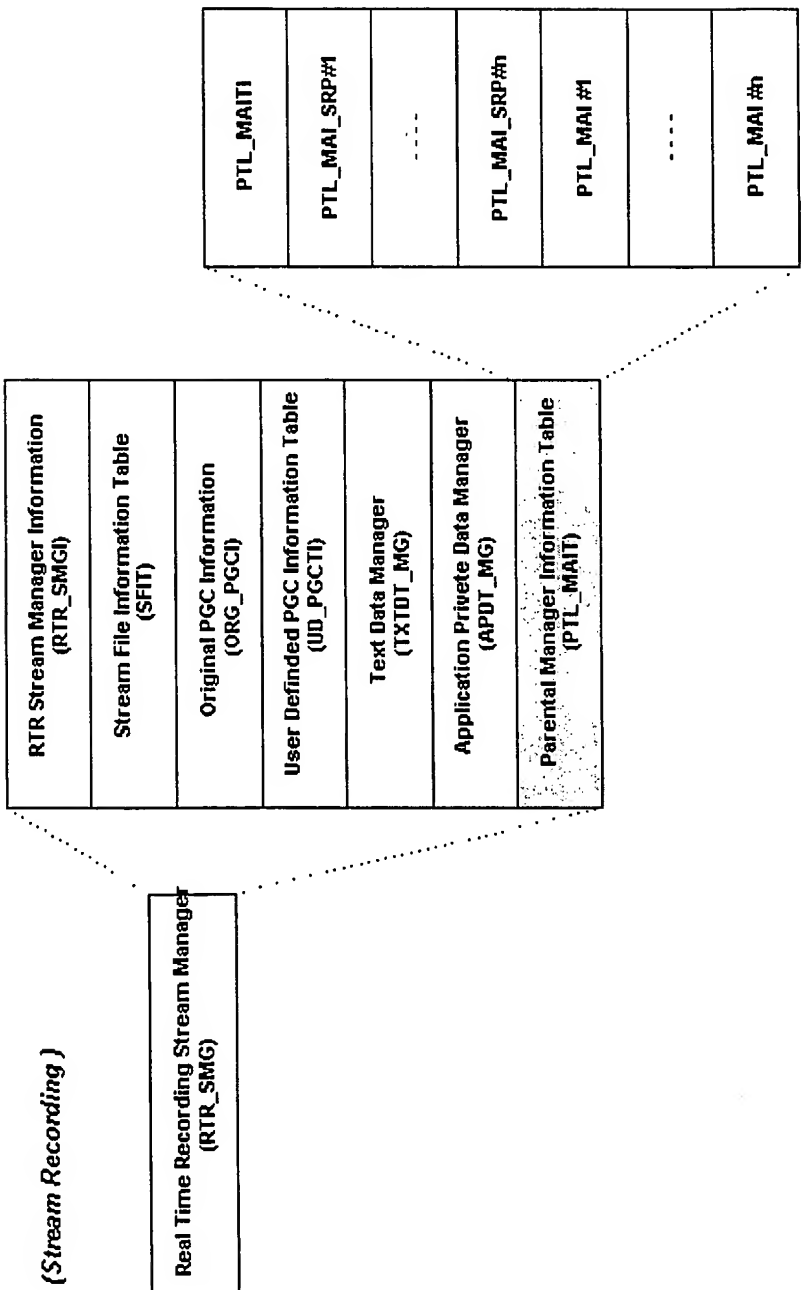 {Stream Recording}
Real Time Recording Stream Manager
(RTR_SMG)
RTR Stream Manager Information
(RTR_SMGI)
Stream File Information Table
(SFIT)
Original PGC Information
(ORG_PGCI)
User Definded PGC Information Table
(UD_PGCTI)
Text Data Manager
(TXTDT_MG)
Application Privete Data Manager
(APDT_MG)
Parental Manager Information Table
(PTL_MAIT)
PTL_MAITI
PTL_MAI_SRP#1
----
PTL_MAI_SRP#n
PTL_MAI #1
----
PTL_MAI #n